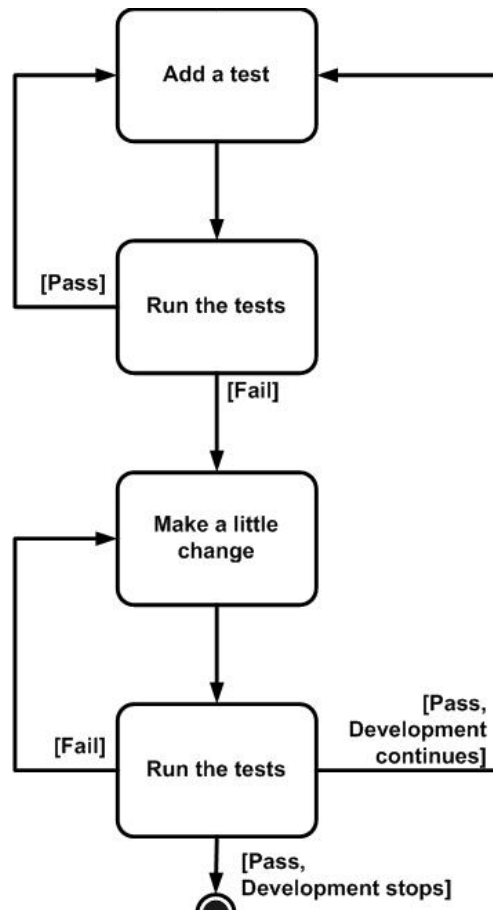 Add a test
[Pass]
Run the tests
[Fail]
Make a little
change
[Pass,
Development
continues]
[Fail]
Run the tests
[Pass,
Development stops]